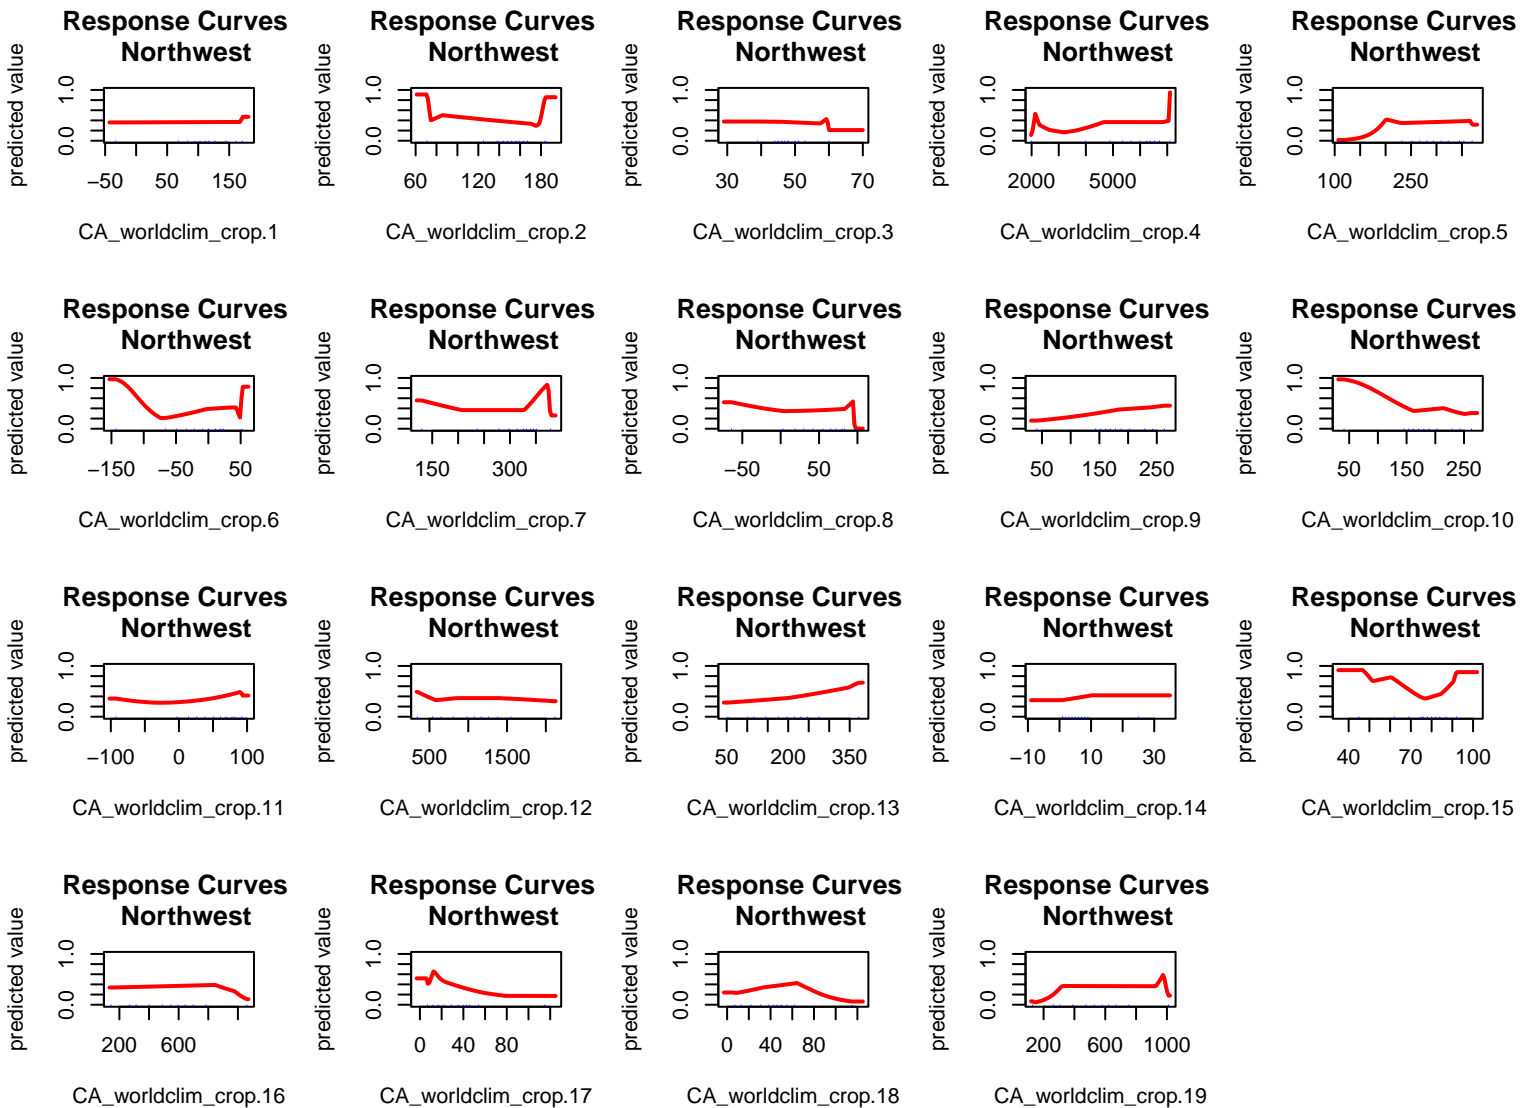 Response Curves
Northwest
predicted value
0.0 1.0
−50 50 150
CA_worldclim_crop.1
Response Curves
Northwest
predicted value
0.0 1.0
60 120 180
CA_worldclim_crop.2
Response Curves
Northwest
predicted value
0.0 1.0
30 50 70
CA_worldclim_crop.3
Response Curves
Northwest
predicted value
0.0 1.0
2000 5000
CA_worldclim_crop.4
Response Curves
Northwest
predicted value
0.0 1.0
100 250
CA_worldclim_crop.5
Response Curves
Northwest
predicted value
0.0 1.0
−150 −50 50
CA_worldclim_crop.6
Response Curves
Northwest
predicted value
0.0 1.0
150 300
CA_worldclim_crop.7
Response Curves
Northwest
predicted value
0.0 1.0
−50 50
CA_worldclim_crop.8
Response Curves
Northwest
predicted value
0.0 1.0
50 150 250
CA_worldclim_crop.9
Response Curves
Northwest
predicted value
0.0 1.0
50 150 250
CA_worldclim_crop.10
Response Curves
Northwest
predicted value
0.0 1.0
−100 0 100
CA_worldclim_crop.11
Response Curves
Northwest
predicted value
0.0 1.0
500 1500
CA_worldclim_crop.12
Response Curves
Northwest
predicted value
0.0 1.0
50 200 350
CA_worldclim_crop.13
Response Curves
Northwest
predicted value
0.0 1.0
−10 10 30
CA_worldclim_crop.14
Response Curves
Northwest
predicted value
0.0 1.0
40 70 100
CA_worldclim_crop.15
Response Curves
Northwest
predicted value
0.0 1.0
200 600
CA_worldclim_crop.16
Response Curves
Northwest
predicted value
0.0 1.0
0 40 80
CA_worldclim_crop.17
Response Curves
Northwest
predicted value
0.0 1.0
0 40 80
CA_worldclim_crop.18
Response Curves
Northwest
predicted value
0.0 1.0
200 600 1000
CA_worldclim_crop.19